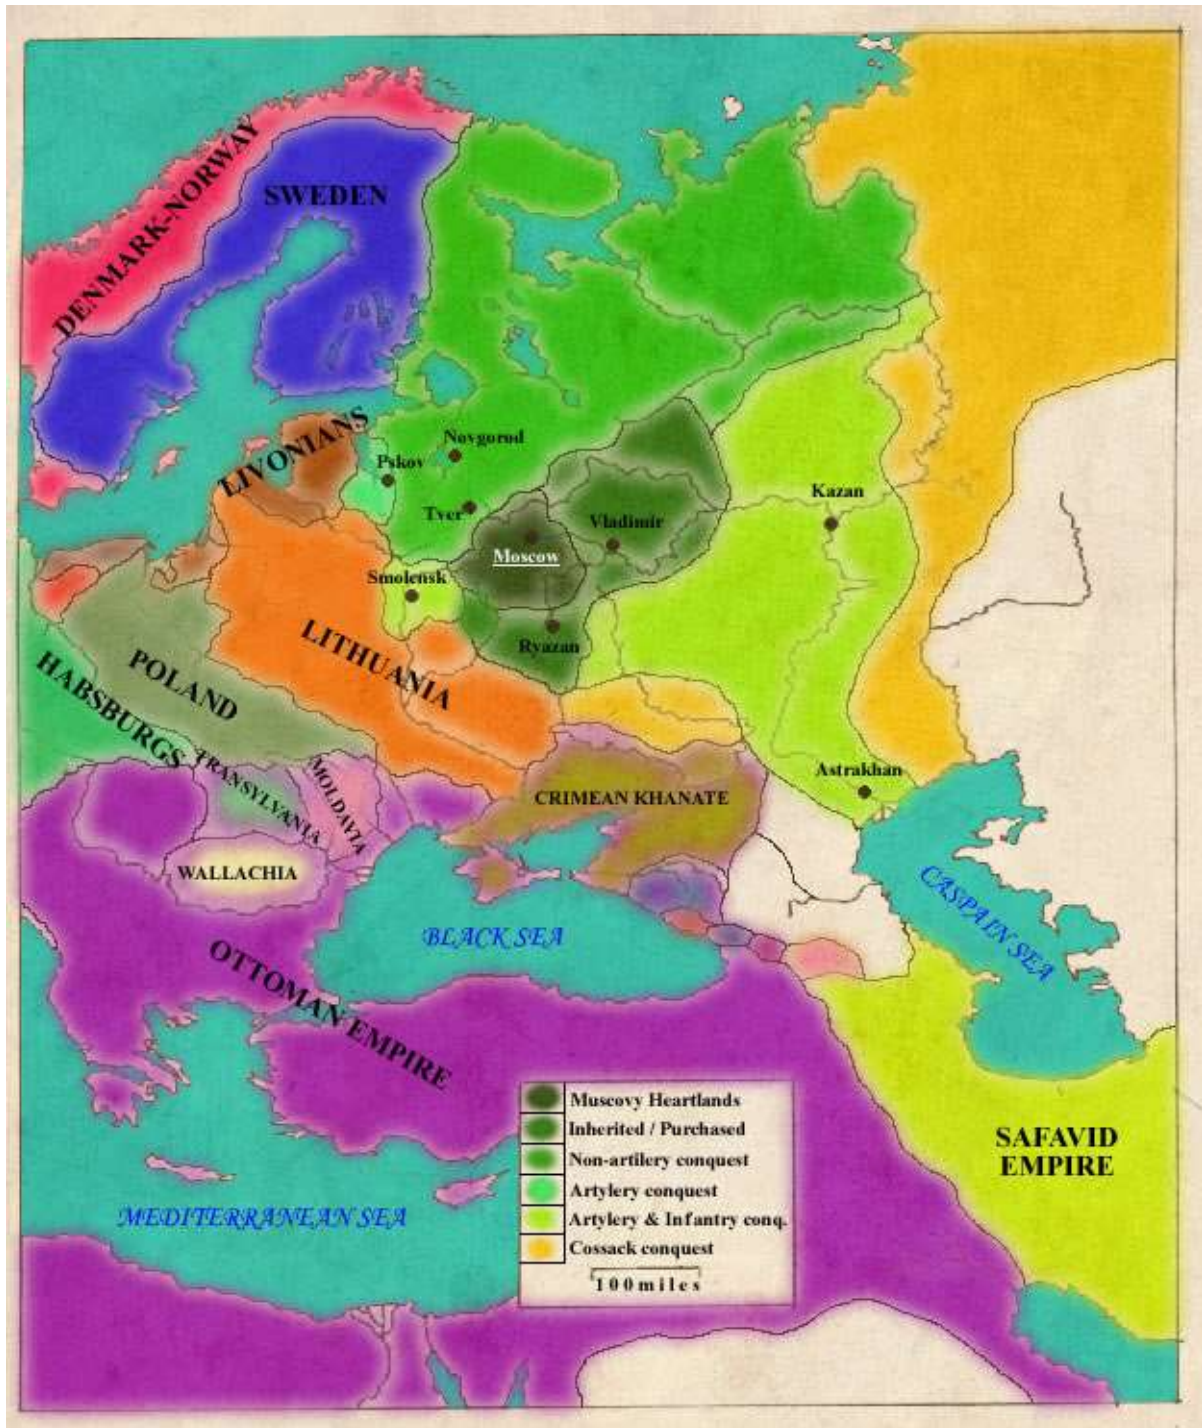 DENMARK-NORWAY
SWEDEN
LIVONIANS
Novgorod
Pskov
Tver
Kazan
Vladimir
Moscow
Smolensk
LITHUANIA
Ryazan
POLAND
HABSBURGS
TRANSYLVANIA
MOLDAVIA
Astrakhan
CRIMEAN KHANATE
WALLACHIA
CASPAIN SEA
BLACK SEA
OTTOMAN EMPIRE
SAFAVID
EMPIRE
MEDITERRANEAN SEA
Muscovy Heartlands
Inherited / Purchased
Non-artilery conquest
Artylery conquest
Artylery & Infantry conq.
Cossack conquest
100miles